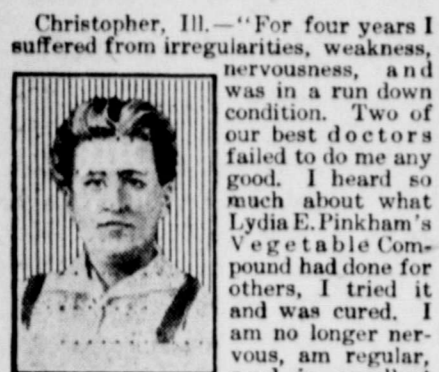 Christopher, Ill.—"For four years I
suffered from irregularities, weakness,
nervousness, and
was in a run down
condition. Two of
our best doctors
failed to do me any
good. I heard so
much about what
Lydia E. Pinkham's
Vegetable Com-
pound had done for
others, I tried it
and was cured. I
am no longer ner-
vous, am regular,